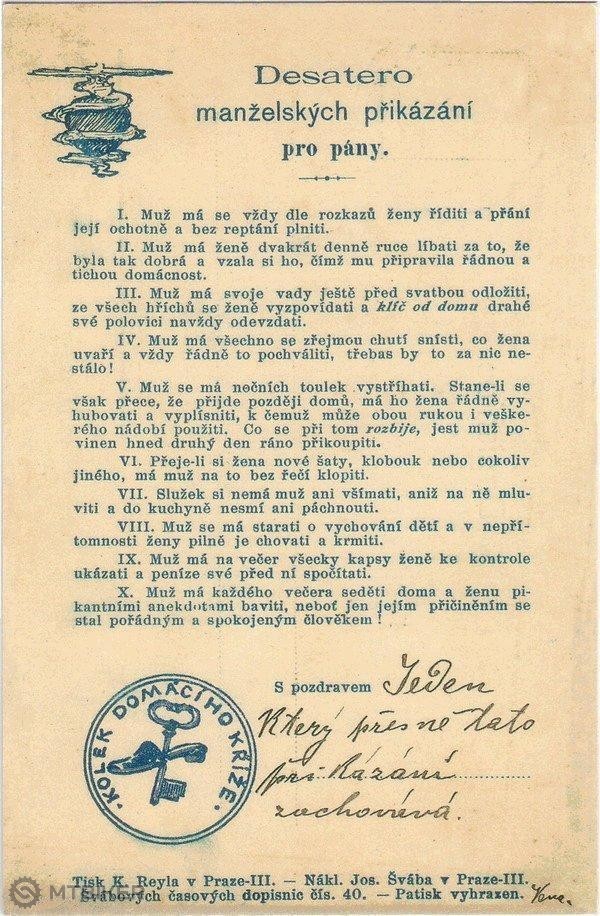 Desatero
manželských přikázání
pro pány.
I. Muž má se vždy dle rozkazů ženy říditi a přání
její ochotně a bez reptání plniti.
II. Muž má ženě dvakrát denně ruce líbati za to, že
byla tak dobrá a vzala si ho, čímž mu připravila řádnou a
tichou domácnost.
III. Muž má svoje vady ještě před svatbou odložiti,
ze všech hříchů se ženě vyzpovídati a klíč od domu drahé
své polovici navždy odevzdati.
IV. Muž má všechno se zřejmou chutí snísti, co žena
uvaří a vždy řádně to pochváliti, třebas by to za nic ne-
stálo!
V. Muž se má nečních toulek vystříhati. Stane-li se
však přece, že přijde později domů, má ho žena řádně vy-
hubovati a vyplísniti, k čemuž může obou rukou i veške-
rého nádobí použiti. Co se při tom rozbije, jest muž po-
vinen hned druhý den ráno přikoupiti.
VI. Přeje-li si žena nové šaty, klobouk nebo cokoliv
jiného, má muž na to bez řečí klopiti.
VII. Služek si nemá muž ani všímati, aniž na ně mlu-
viti a do kuchyně nesmí ani páchnouti.
VIII. Muž se má starati o vychování dětí a v nepří-
tomnosti ženy pilně je chovati a krmiti.
IX. Muž má na večer všecky kapsy ženě ke kontrole
ukázati a peníze své před ní spočítati.
X. Muž má každého večera seděti doma a ženu pi-
kantními anekdotami baviti, neboť jen jejím přičiněním se
stal pořádným a spokojeným člověkem!
S pozdravem Jeden
Který přesně tato
přikázání
zachovává.
KOLEK DOMÁCÍHO KŘÍŽE.
Tisk K. Reyla v Praze-III. — Nákl. Jos. Švába v Praze-III.
Švábových časových dopisnic čís. 40. — Patisk vyhrazen.